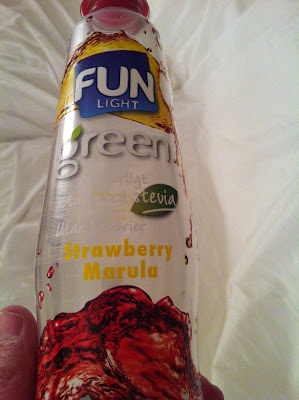 FUN
LIGHT
green
stevia
Strawberry
Marula